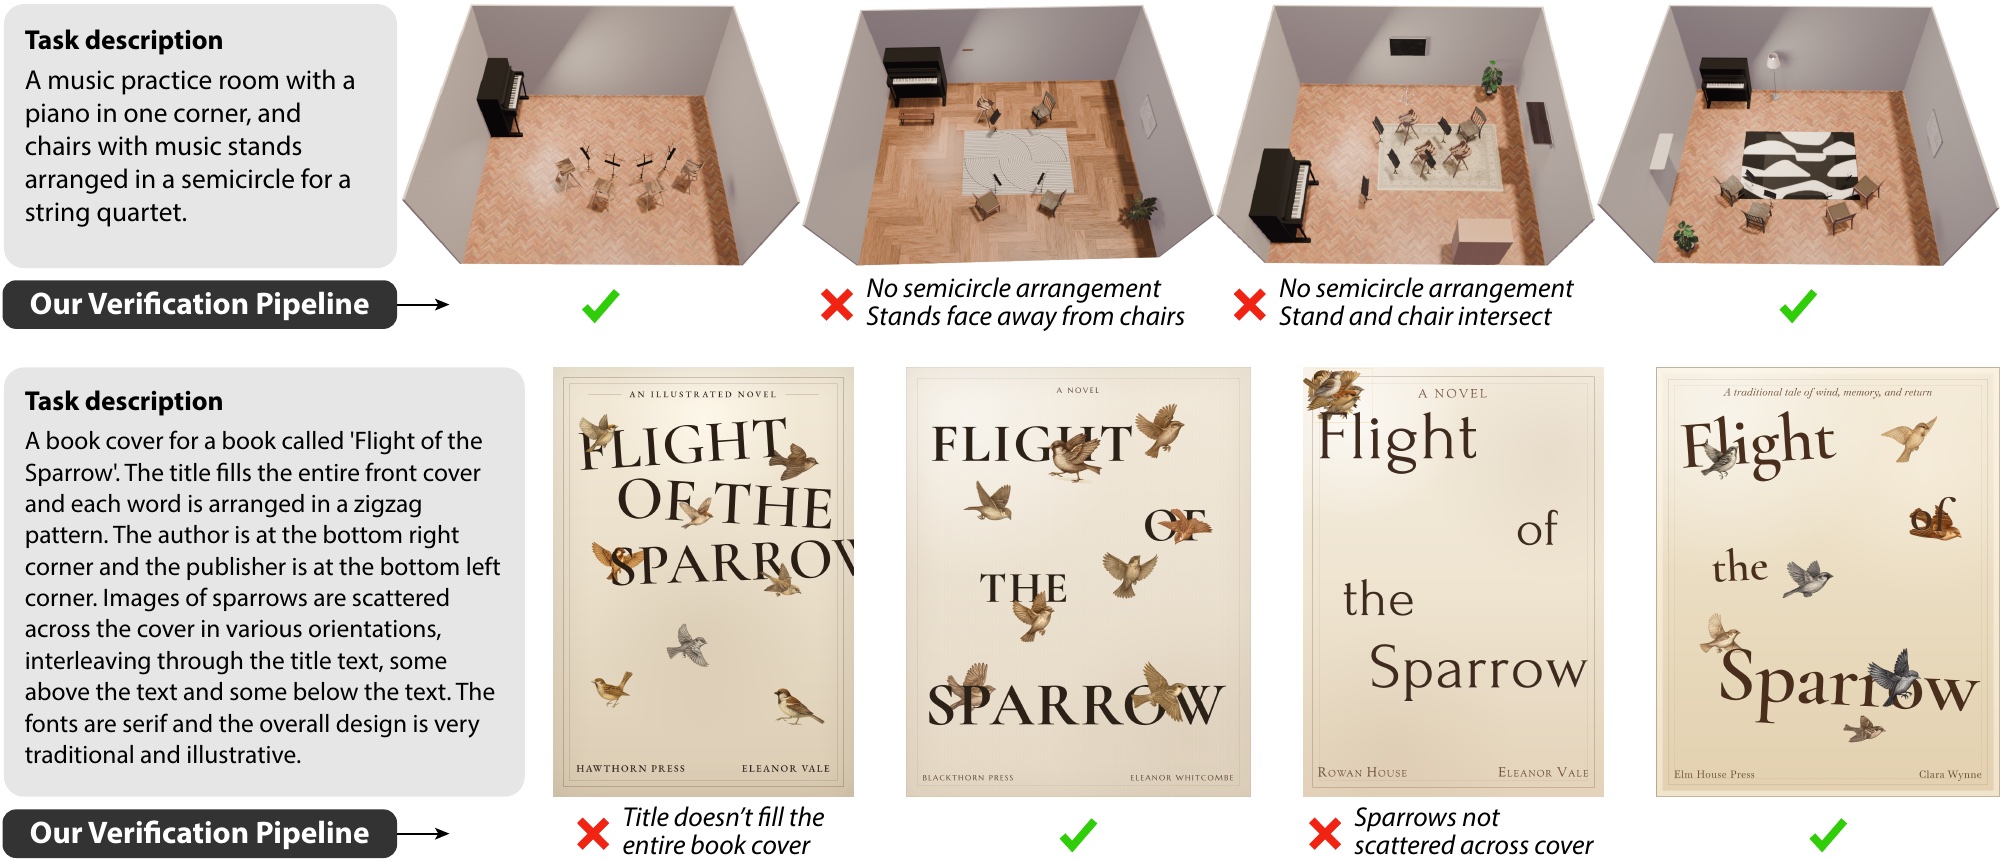 Task description
A music practice room with a
piano in one corner, and
chairs with music stands
arranged in a semicircle for a
string quartet.
Our Verification Pipeline
No semicircle arrangement
Stands face away from chairs
No semicircle arrangement
Stand and chair intersect
Task description
A book cover for a book called 'Flight of the
Sparrow'. The title fills the entire front cover
and each word is arranged in a zigzag
pattern. The author is at the bottom right
corner and the publisher is at the bottom left
corner. Images of sparrows are scattered
across the cover in various orientations,
interleaving through the title text, some
above the text and some below the text. The
fonts are serif and the overall design is very
traditional and illustrative.
AN ILLUSTRATED NOVEL
FLIGHT
OF THE
SPARROW
HAWTHORN PRESS
ELEANOR VALE
A NOVEL
FLIGHT
OF
THE
SPARROW
BLACKTHORN PRESS
ELEANOR WHITCOMBE
A NOVEL
Flight
of
the
Sparrow
ROWAN HOUSE
ELEANOR VALE
A traditional tale of wind, memory, and return
Flight
of
the
Sparrow
Elm House Press
Clara Wynne
Our Verification Pipeline
Title doesn't fill the
entire book cover
Sparrows not
scattered across cover